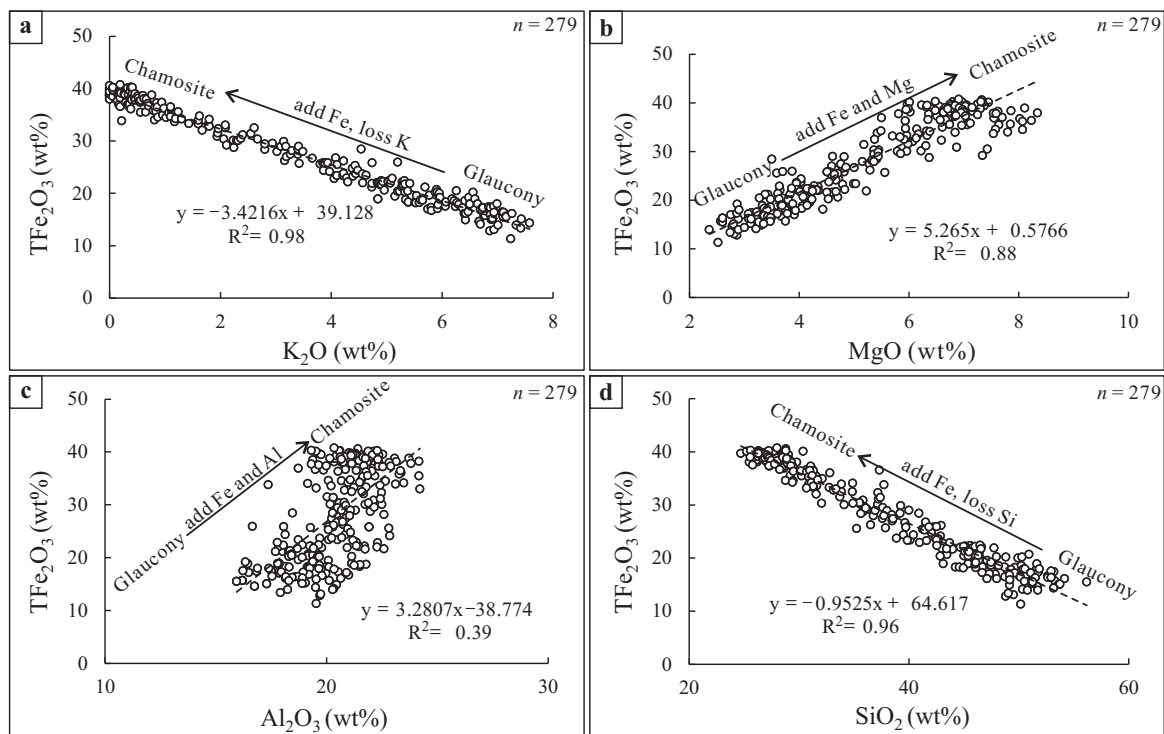 a
n = 279
TFe₂O₃ (wt%)
50
40
30
20
10
0
Chamosite
add Fe, loss K
Glaucony
y = −3.4216x + 39.128
R² = 0.98
0
2
4
6
8
K₂O (wt%)
b
n = 279
TFe₂O₃ (wt%)
50
40
30
20
10
0
Chamosite
add Fe and Mg
Glaucony
y = 5.265x + 0.5766
R² = 0.88
2
4
6
8
10
MgO (wt%)
c
n = 279
TFe₂O₃ (wt%)
50
40
30
20
10
0
Chamosite
add Fe and Al
Glaucony
y = 3.2807x−38.774
R² = 0.39
10
20
30
Al₂O₃ (wt%)
d
n = 279
TFe₂O₃ (wt%)
50
40
30
20
10
0
Chamosite
add Fe, loss Si
Glaucony
y = −0.9525x + 64.617
R² = 0.96
20
40
60
SiO₂ (wt%)